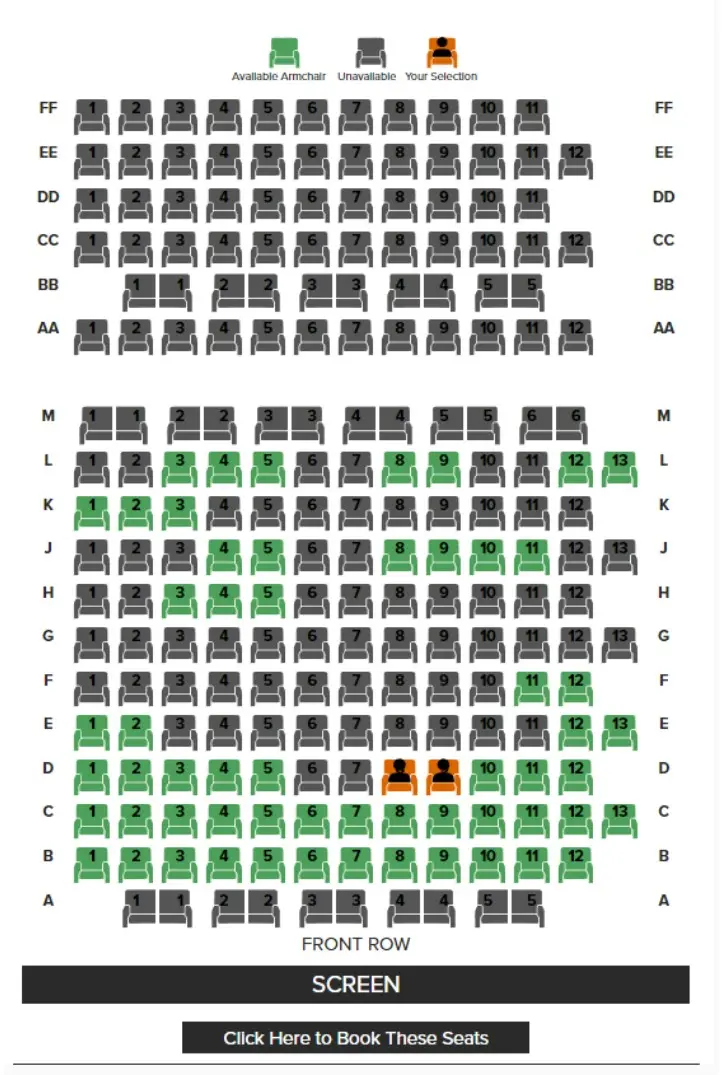 Available Armchair Unavailable Your Selection
FF 1 2 3 4 5 6 7 8 9 10 11 FF
EE 1 2 3 4 5 6 7 8 9 10 11 12 EE
DD 1 2 3 4 5 6 7 8 9 10 11 DD
CC 1 2 3 4 5 6 7 8 9 10 11 12 CC
BB 1 1 2 2 3 3 4 4 5 5 BB
AA 1 2 3 4 5 6 7 8 9 10 11 12 AA
M 1 1 2 2 3 3 4 4 5 5 6 6 M
L 1 2 3 4 5 6 7 8 9 10 11 12 13 L
K 1 2 3 4 5 6 7 8 9 10 11 12 K
J 1 2 3 4 5 6 7 8 9 10 11 12 13 J
H 1 2 3 4 5 6 7 8 9 10 11 12 H
G 1 2 3 4 5 6 7 8 9 10 11 12 13 G
F 1 2 3 4 5 6 7 8 9 10 11 12 F
E 1 2 3 4 5 6 7 8 9 10 11 12 13 E
D 1 2 3 4 5 6 7 10 11 12 D
C 1 2 3 4 5 6 7 8 9 10 11 12 13 C
B 1 2 3 4 5 6 7 8 9 10 11 12 B
A 1 1 2 2 3 3 4 4 5 5 A
FRONT ROW
SCREEN
Click Here to Book These Seats